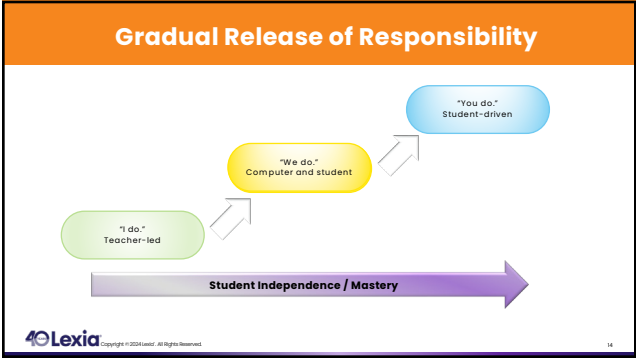 Gradual Release of Responsibility
“You do.”
Student-driven
“We do.”
Computer and student
“I do.”
Teacher-led
Student Independence / Mastery
40 Lexia
Copyright © 2024 Lexia®. All Rights Reserved.
14